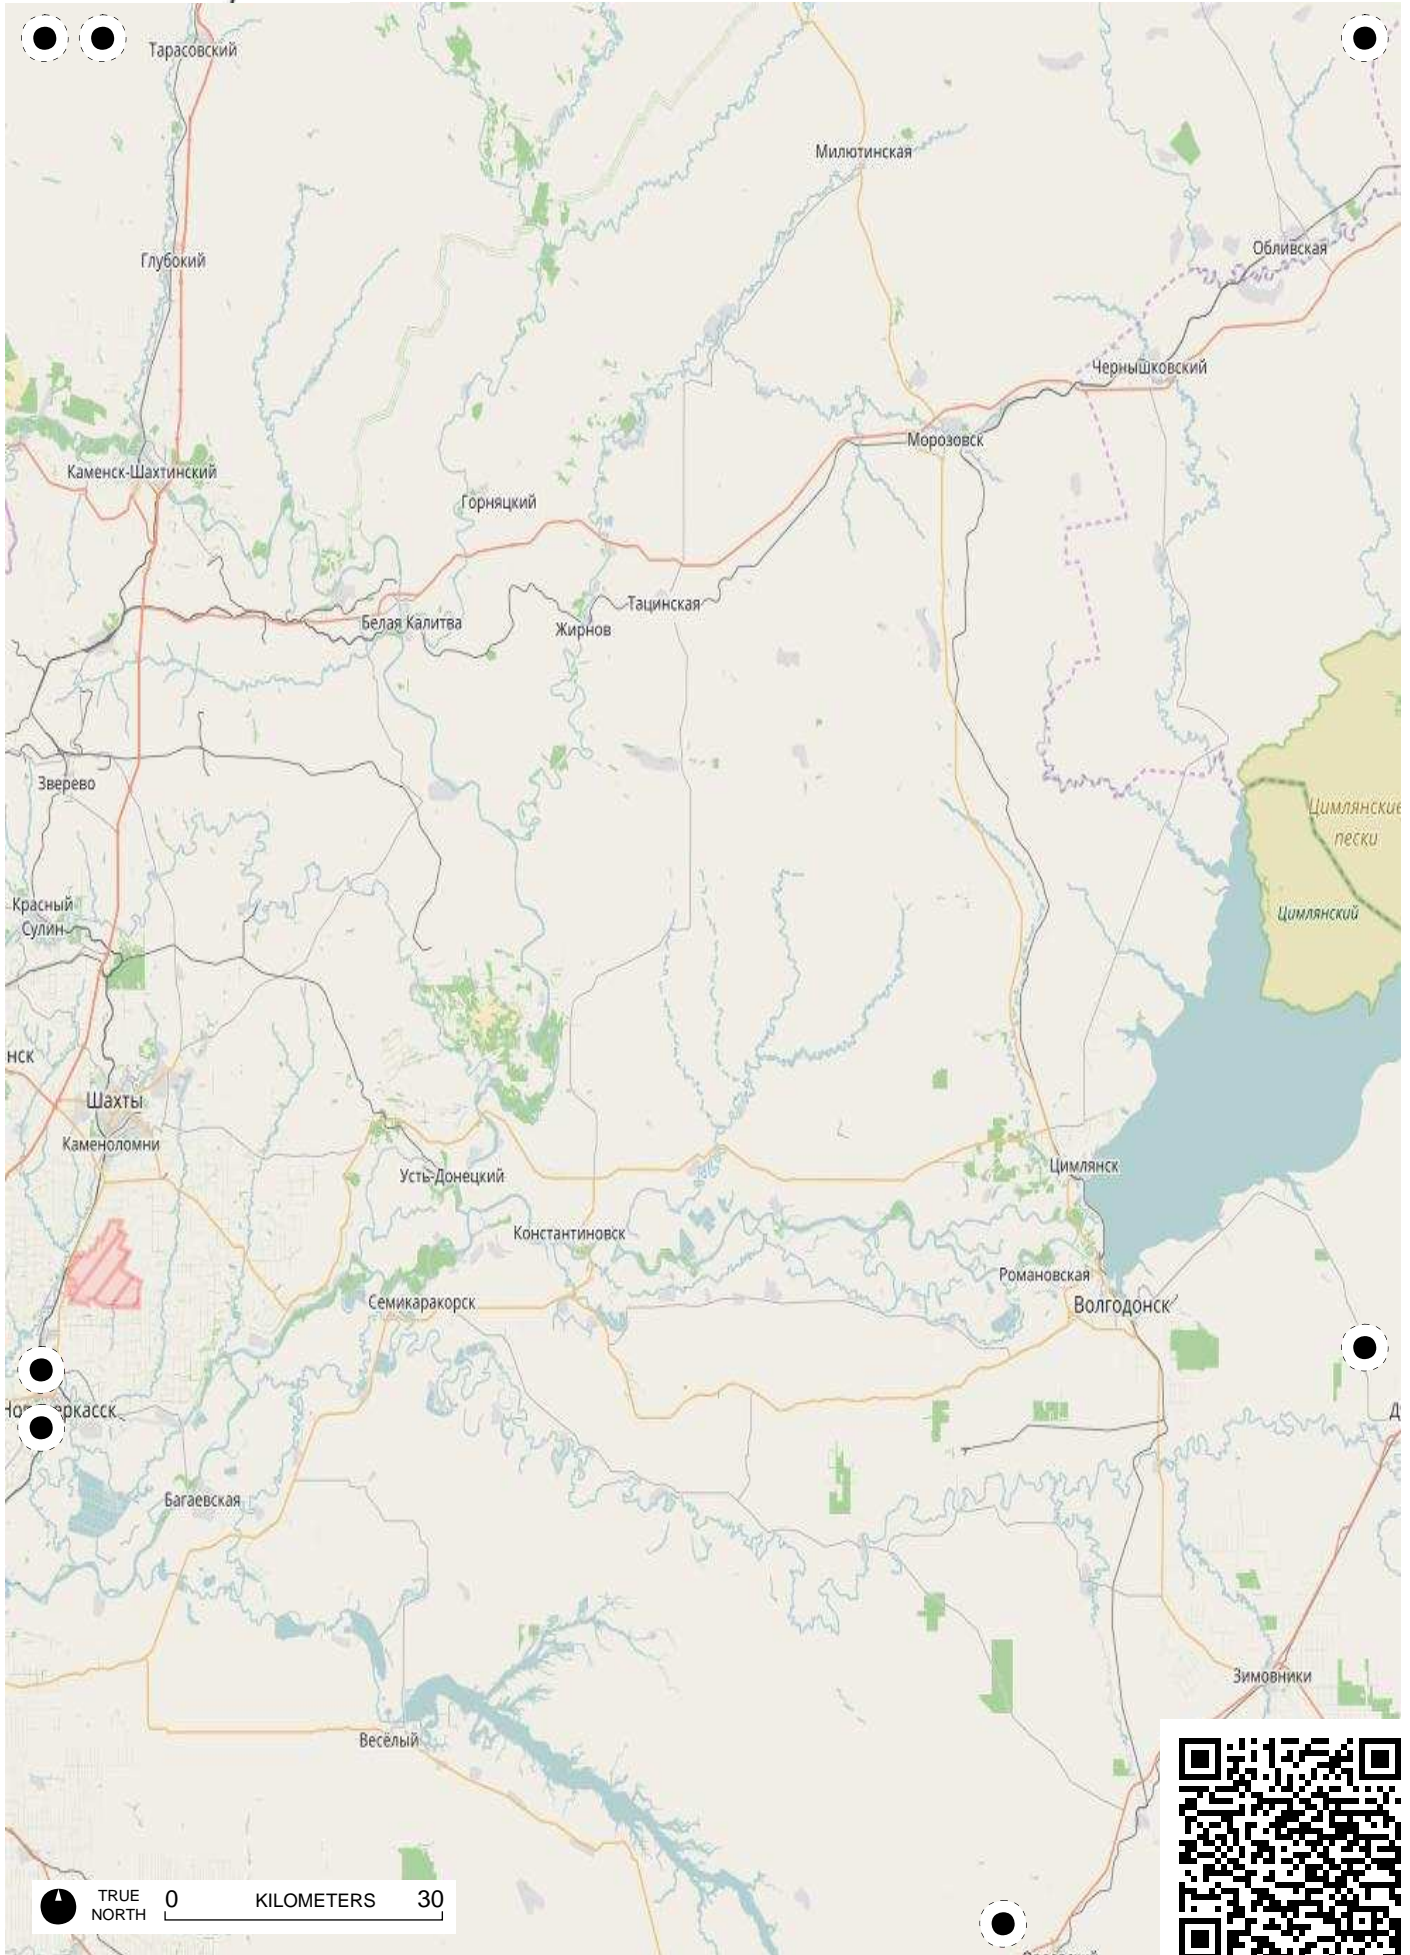 Тарасовский
Милютинская
Обливская
Глубокий
Чернышковский
Морозовск
Каменск-Шахтинский
Горняцкий
Тацинская
Белая Калитва
Жирнов
Зверево
Цимлянские
пески
Красный
Сулин
Цимлянский
нск
Шахты
Каменоломни
Усть-Донецкий
Цимлянск
Константиновск
Романовская
Семикаракорск
Волгодонск
Багаевская
Зимовники
Весёлый
TRUE
NORTH
0 KILOMETERS 30